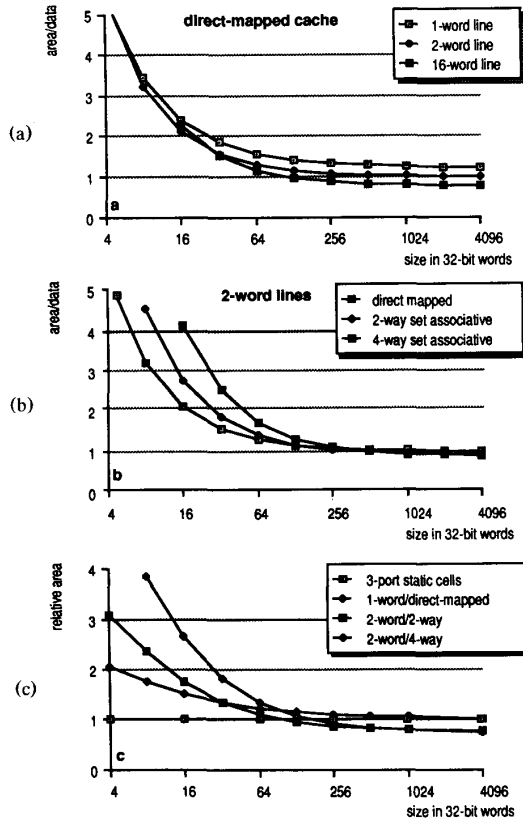 area/data
direct-mapped cache
1-word line
2-word line
16-word line
(a)
5
4
3
2
1
0
a
4
16
64
256
1024
4096
size in 32-bit words
area/data
2-word lines
direct mapped
2-way set associative
4-way set associative
(b)
5
4
3
2
1
0
b
4
16
64
256
1024
4096
size in 32-bit words
relative area
3-port static cells
1-word/direct-mapped
2-word/2-way
2-word/4-way
(c)
4
3
2
1
0
c
4
16
64
256
1024
4096
size in 32-bit words